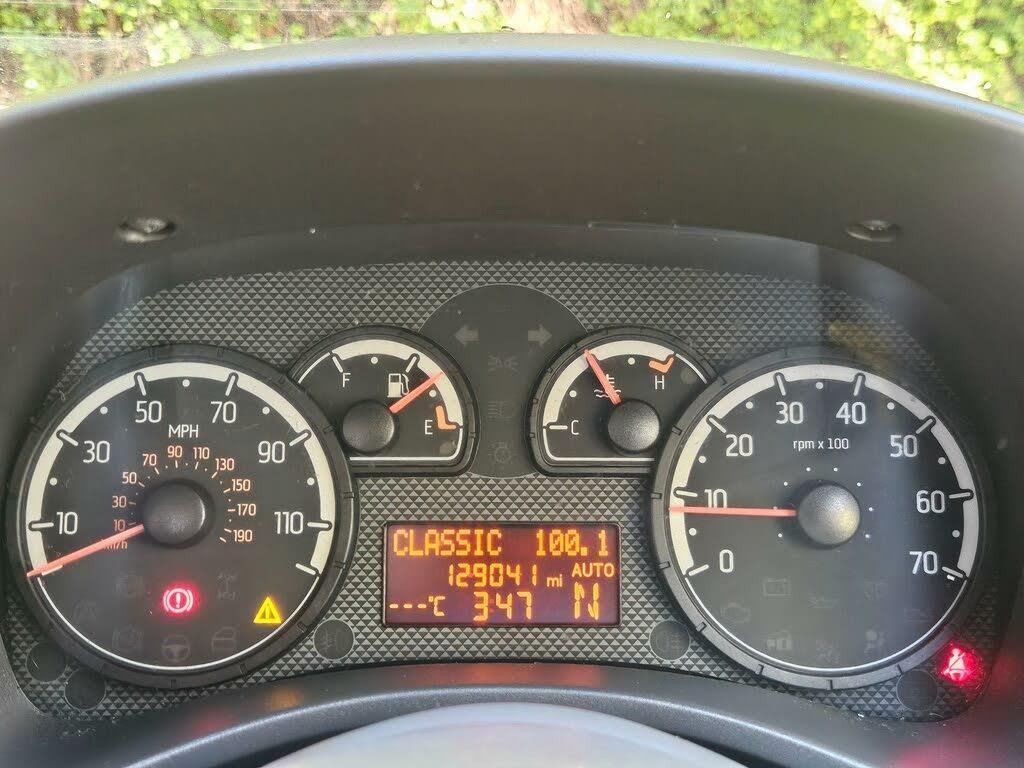 10 30 50 70 90 110
MPH
10 30 50 70 90 110 130 150 170 190
km/h
F E
C H
0 10 20 30 40 50 60 70
rpm x 100
CLASSIC 100.1
129041 mi AUTO
---°C 3:47 N